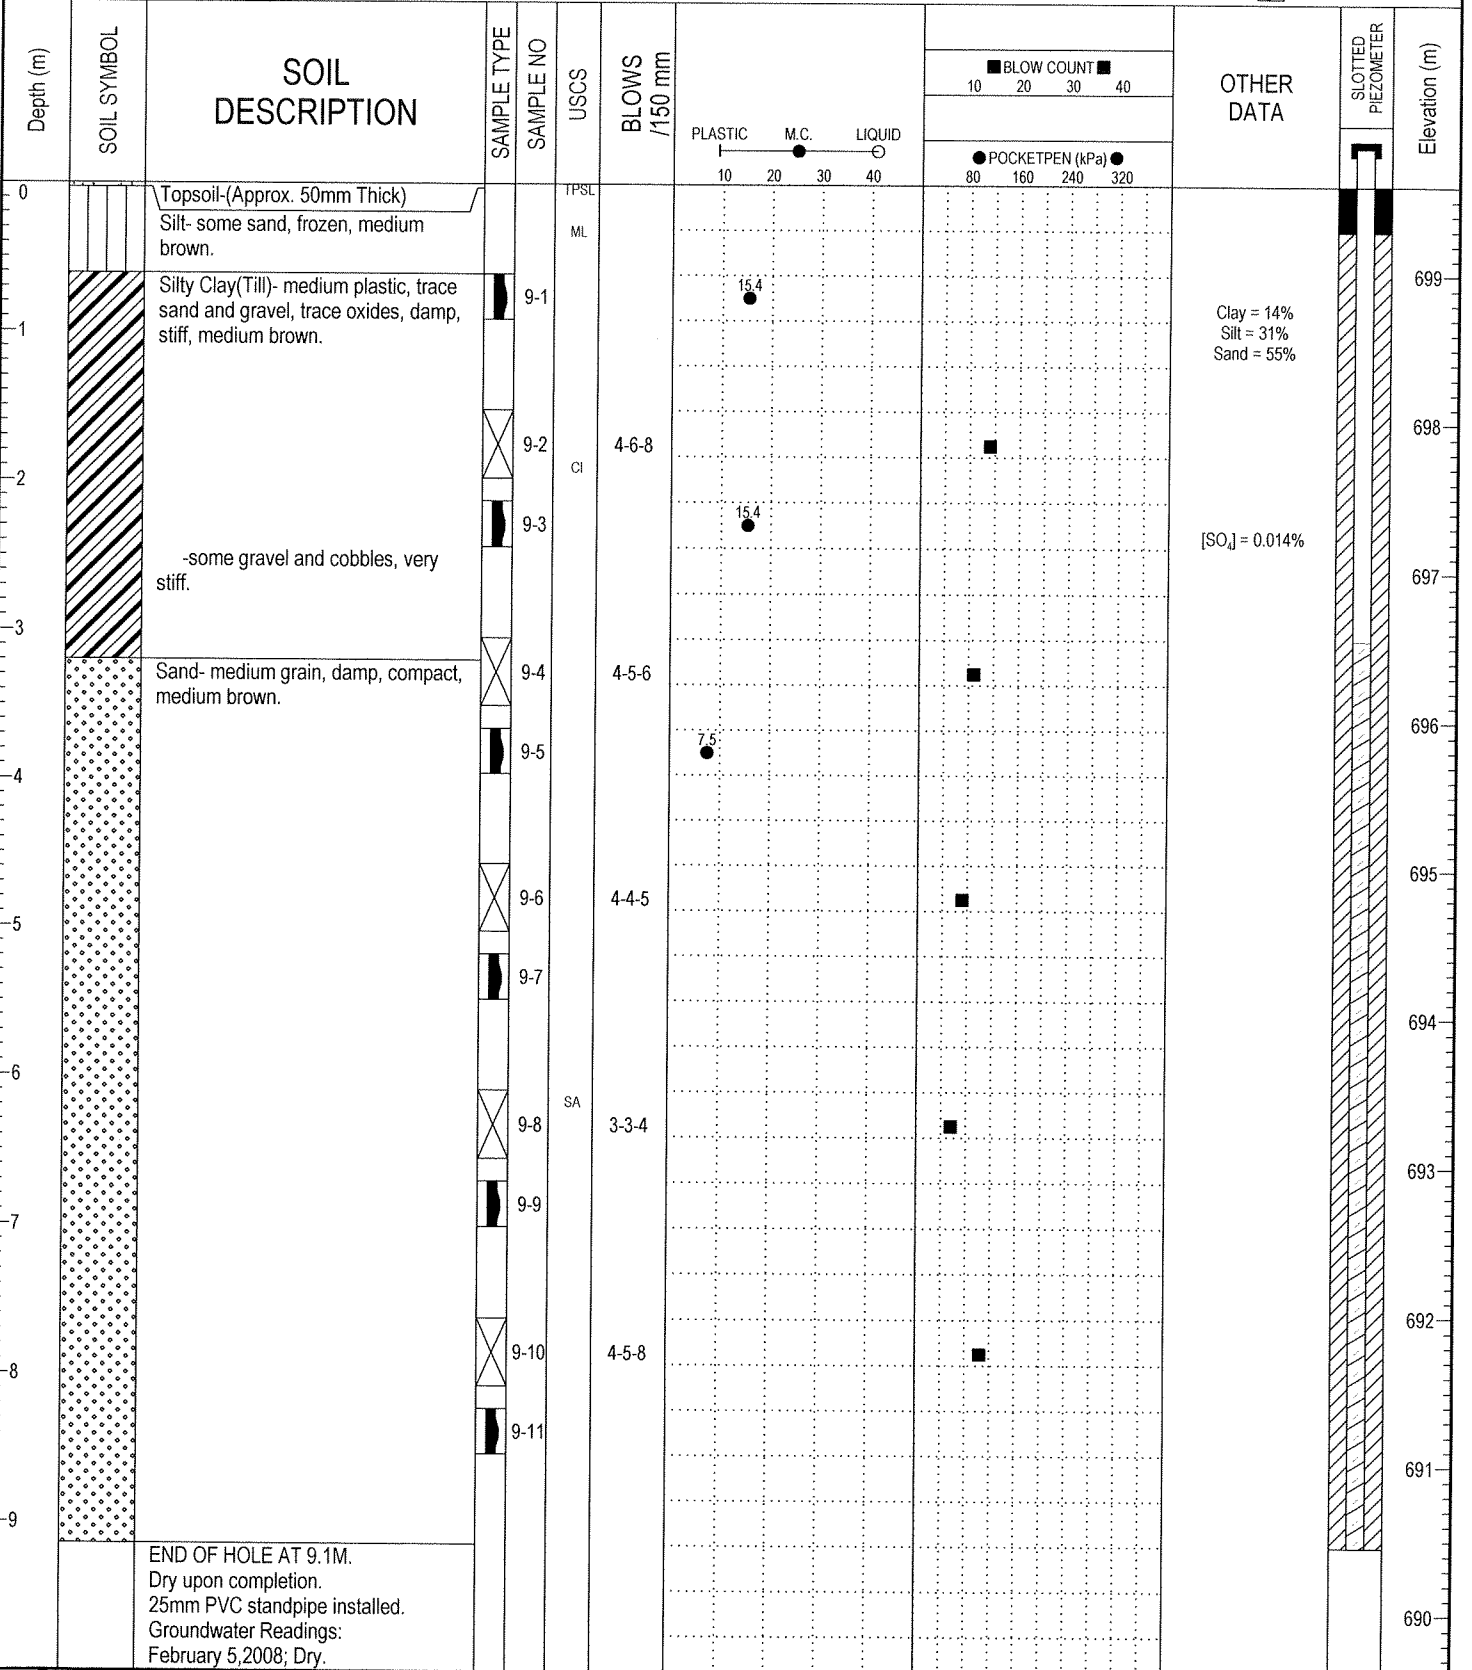 Depth (m)
SOIL SYMBOL
SOIL
DESCRIPTION
SAMPLE TYPE
SAMPLE NO
USCS
BLOWS
/150 mm
PLASTIC M.C. LIQUID
10 20 30 40
■ BLOW COUNT ■
10 20 30 40
● POCKETPEN (kPa) ●
80 160 240 320
OTHER
DATA
SLOTTED
PIEZOMETER
Elevation (m)
0
Topsoil-(Approx. 50mm Thick)
TPSL
Silt- some sand, frozen, medium
brown.
ML
Silty Clay(Till)- medium plastic, trace
sand and gravel, trace oxides, damp,
stiff, medium brown.
9-1
15.4
699
Clay = 14%
Silt = 31%
Sand = 55%
1
9-2
4-6-8
698
CI
2
9-3
15.4
[SO4] = 0.014%
-some gravel and cobbles, very
stiff.
697
3
Sand- medium grain, damp, compact,
medium brown.
9-4
4-5-6
696
9-5
7.5
4
695
9-6
4-4-5
5
9-7
694
6
SA
9-8
3-3-4
693
9-9
7
692
9-10
4-5-8
8
9-11
691
9
END OF HOLE AT 9.1M.
Dry upon completion.
25mm PVC standpipe installed.
Groundwater Readings:
February 5,2008; Dry.
690